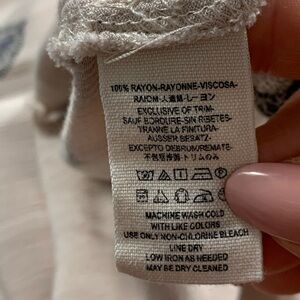 100% RAYON-RAYONNE-VISCOSA-
EXCLUSIVE OF TRIM-
SAUF BORDURE-SIN RIBETES-
TRANNE LA FINTURA-
AUSSER BESATZ-
EXCEPTO DEBRUM/REMATE-
MACHINE WASH COLD
WITH LIKE COLORS
USE ONLY NON-CHLORINE BLEACH
LINE DRY
LOW IRON AS NEEDED
MAY BE DRY CLEANED